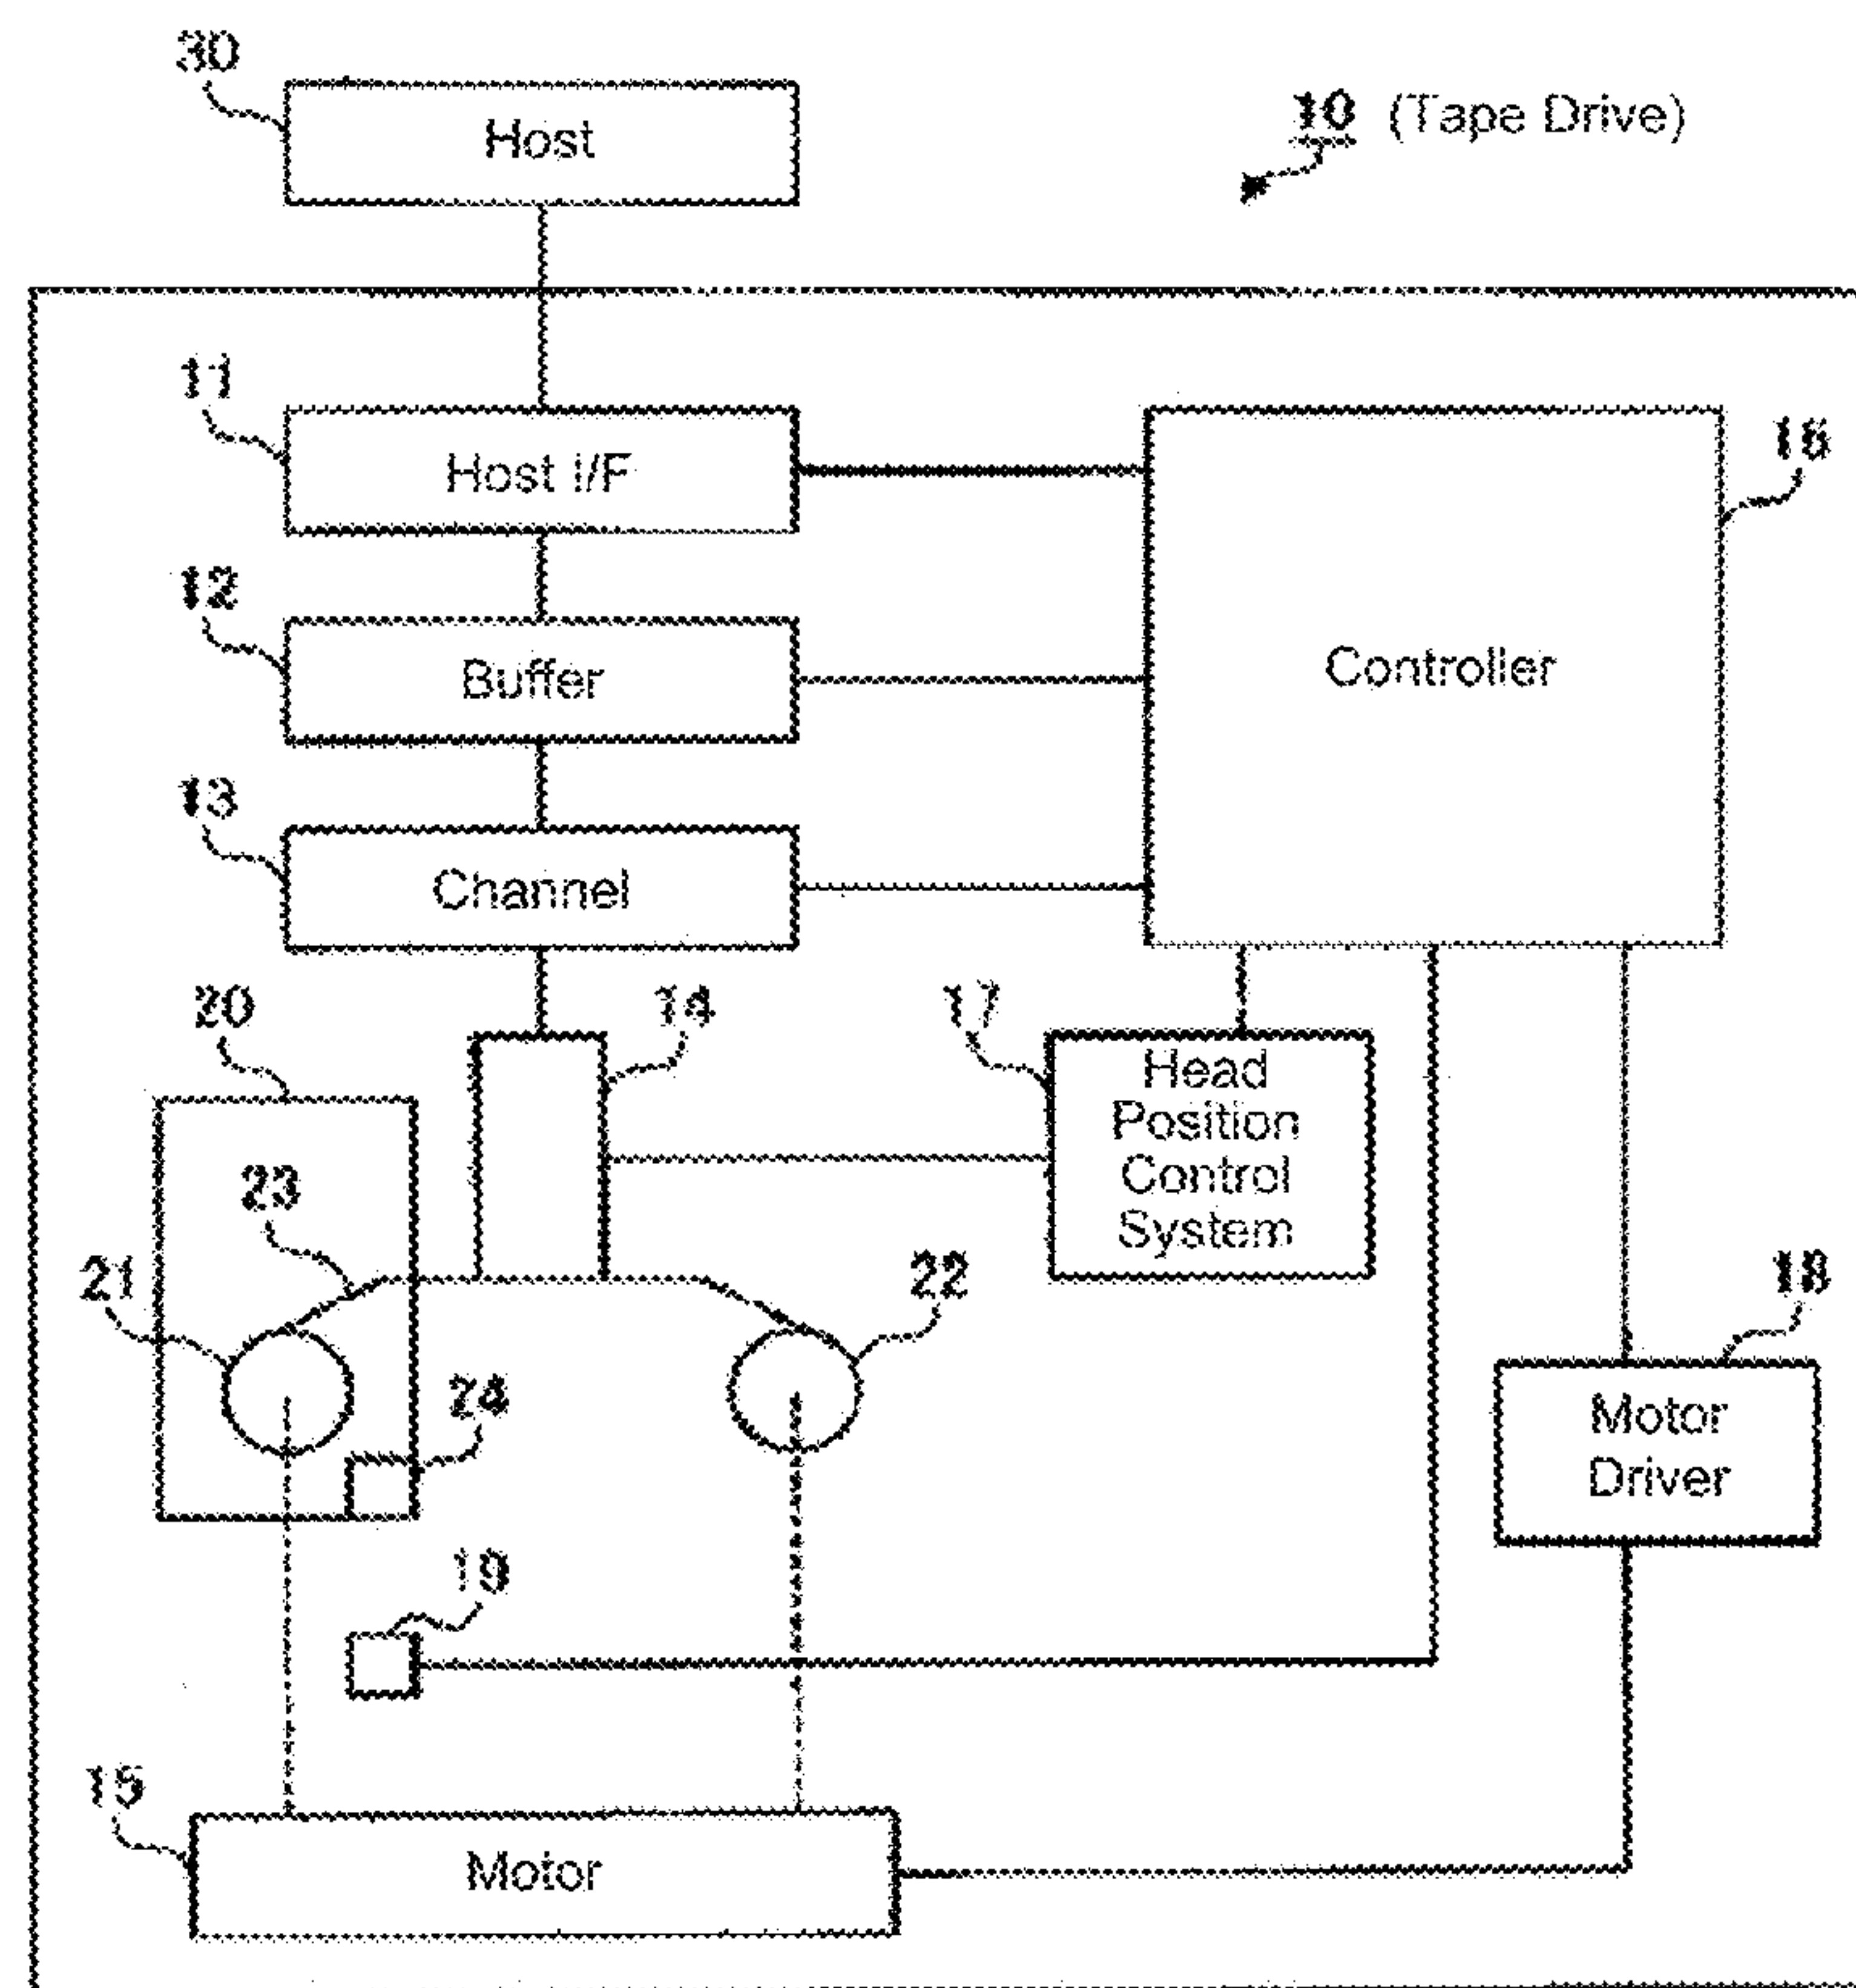 30
Host
10 (Tape Drive)
11
Host I/F
16
12
Buffer
Controller
13
Channel
20
14
17
Head
Position
Control
System
23
21
22
18
24
Motor
Driver
19
15
Motor